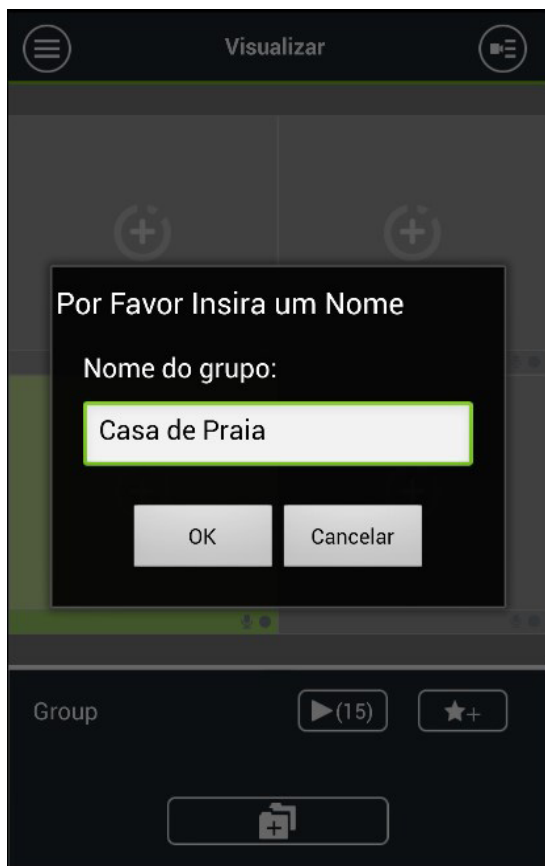 Visualizar
Por Favor Insira um Nome
Nome do grupo:
Casa de Praia
OK Cancelar
Group (15)